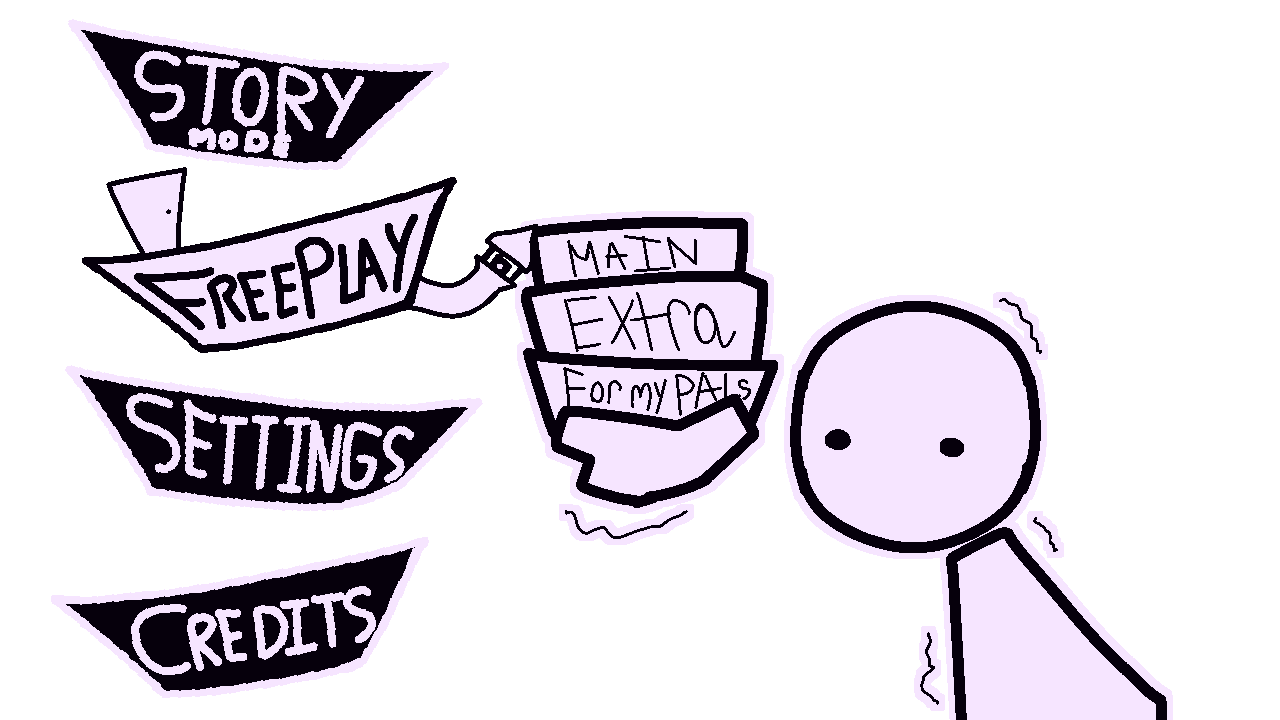 STORY
MODE
FREEPLAY
MAIN
Extra
For my PALs
SETTINGS
CREDITS